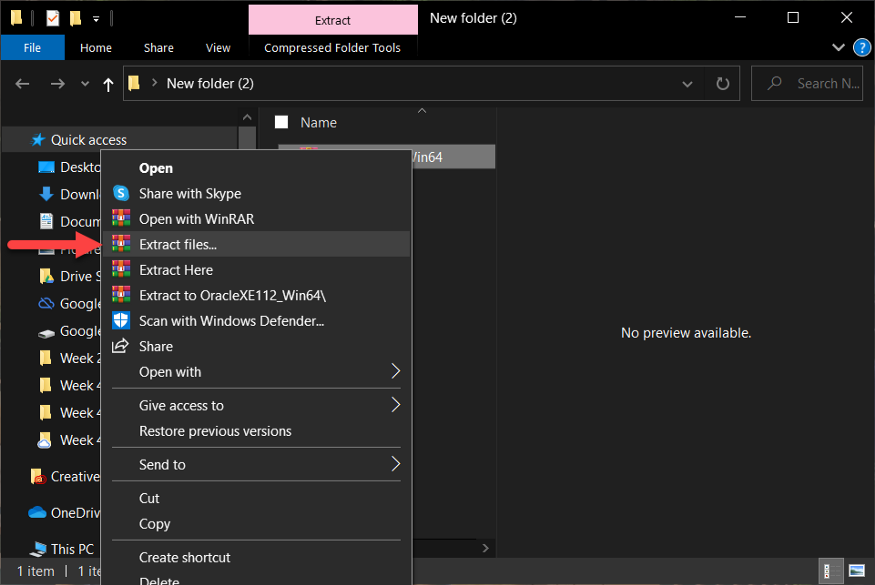 Extract
New folder (2)
File
Home
Share
View
Compressed Folder Tools
New folder (2)
Search N...
Name
Quick access
Open
Share with Skype
Open with WinRAR
Extract files...
Extract Here
Extract to OracleXE112_Win64\
Scan with Windows Defender...
Share
Open with
Give access to
Restore previous versions
Send to
Cut
Copy
Create shortcut
Delete
Deskto
Downl
Docum
Drive S
Google
Google
Week 2
Week 4
Week 4
Week 4
Creative
OneDriv
This PC
in64
No preview available.
1 item
1 ite